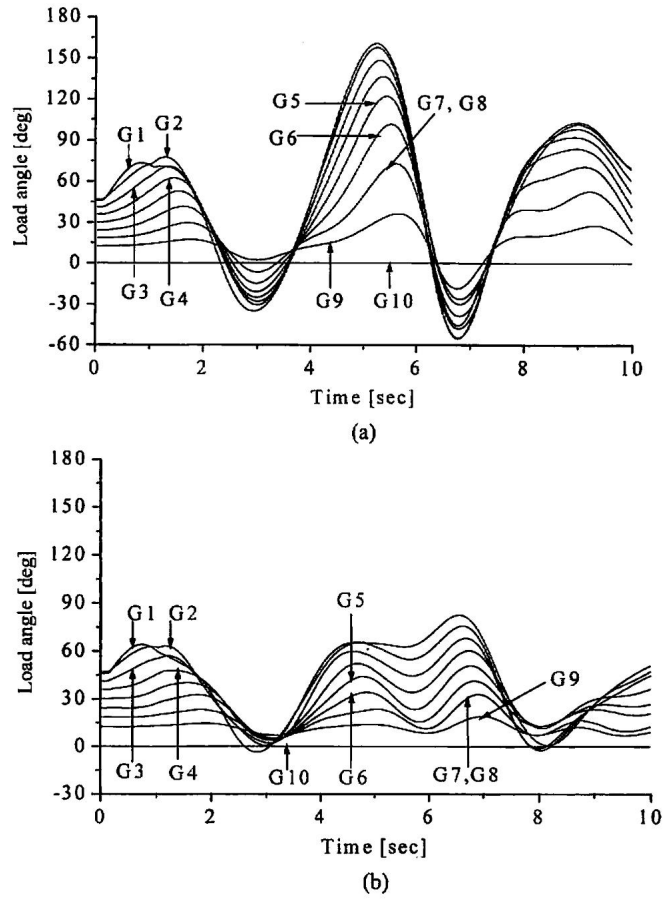 180
150
120
90
60
30
0
-30
-60
Load angle [deg]
G1 G2
G3 G4
G5
G6
G7, G8
G9 G10
0 2 4 6 8 10
Time [sec]
(a)
180
150
120
90
60
30
0
-30
Load angle [deg]
G1 G2
G5
G9
G3 G4 G10 G6 G7,G8
0 2 4 6 8 10
Time [sec]
(b)